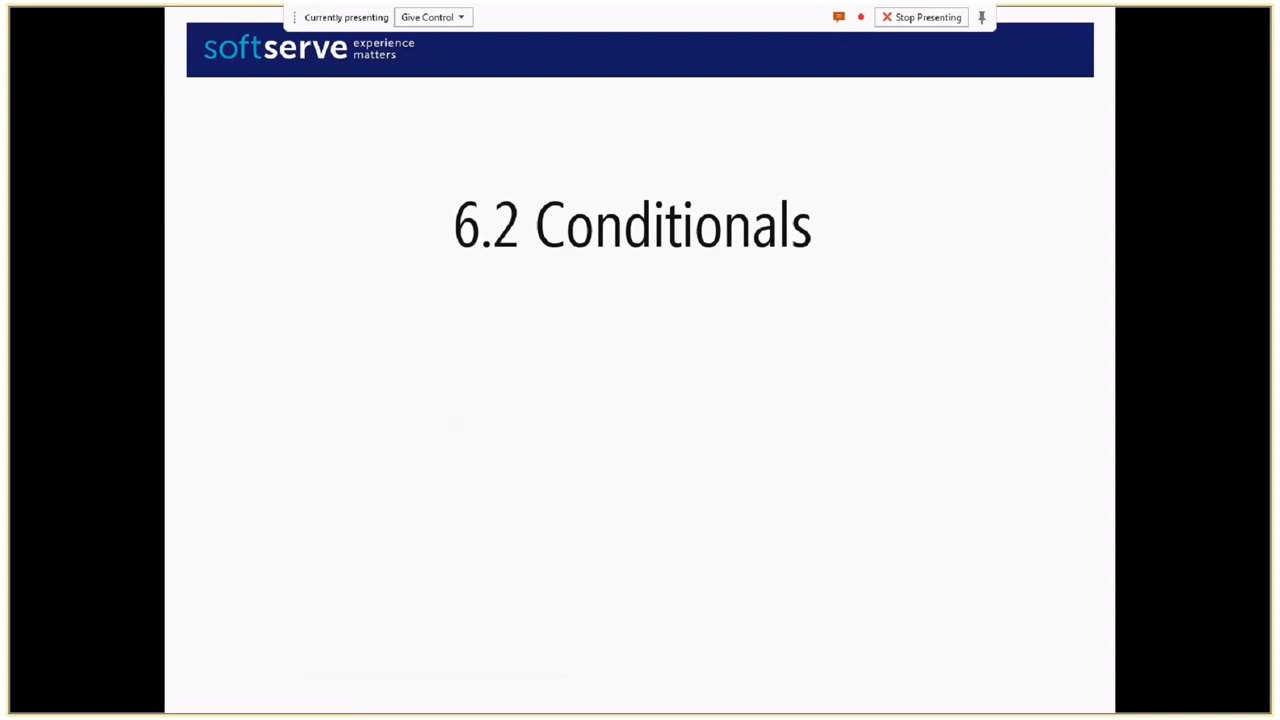 Currently presenting Give Control Stop Presenting
softserve experience
matters
6.2 Conditionals